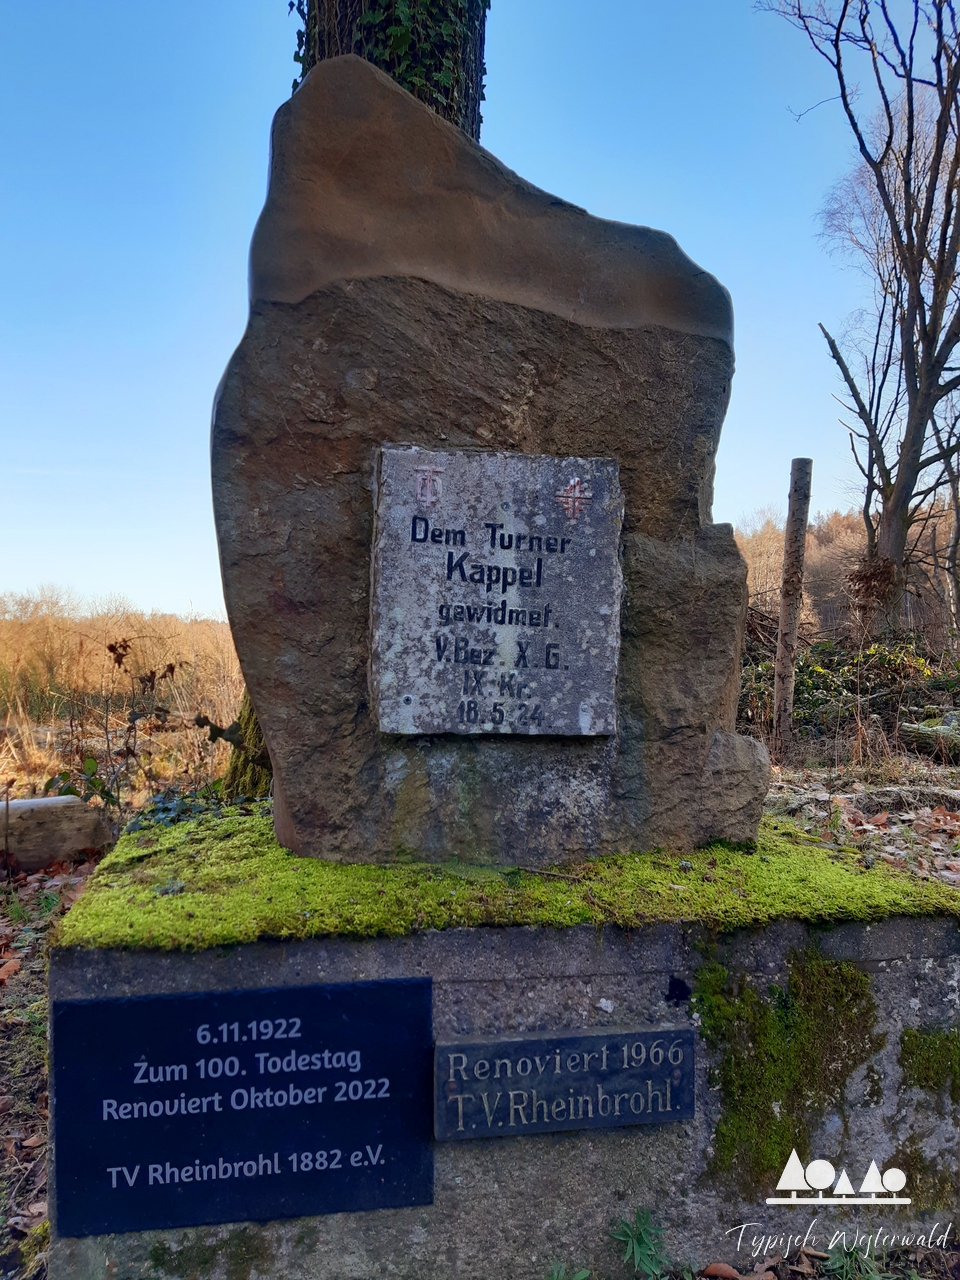 Dem Turner
Kappel
gewidmet.
V. Bez. X G.
IX Kr.
18.5.24.
6.11.1922
Zum 100. Todestag
Renoviert Oktober 2022
TV Rheinbrohl 1882 e.V.
Renoviert 1966
T.V. Rheinbrohl.
Typisch Westerwald